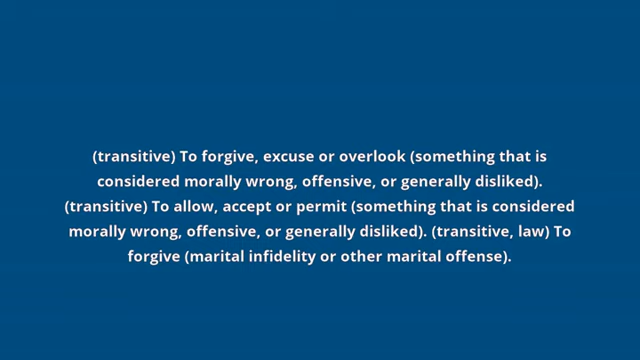 (transitive) To forgive, excuse or overlook (something that is
considered morally wrong, offensive, or generally disliked).
(transitive) To allow, accept or permit (something that is considered
morally wrong, offensive, or generally disliked). (transitive, law) To
forgive (marital infidelity or other marital offense).